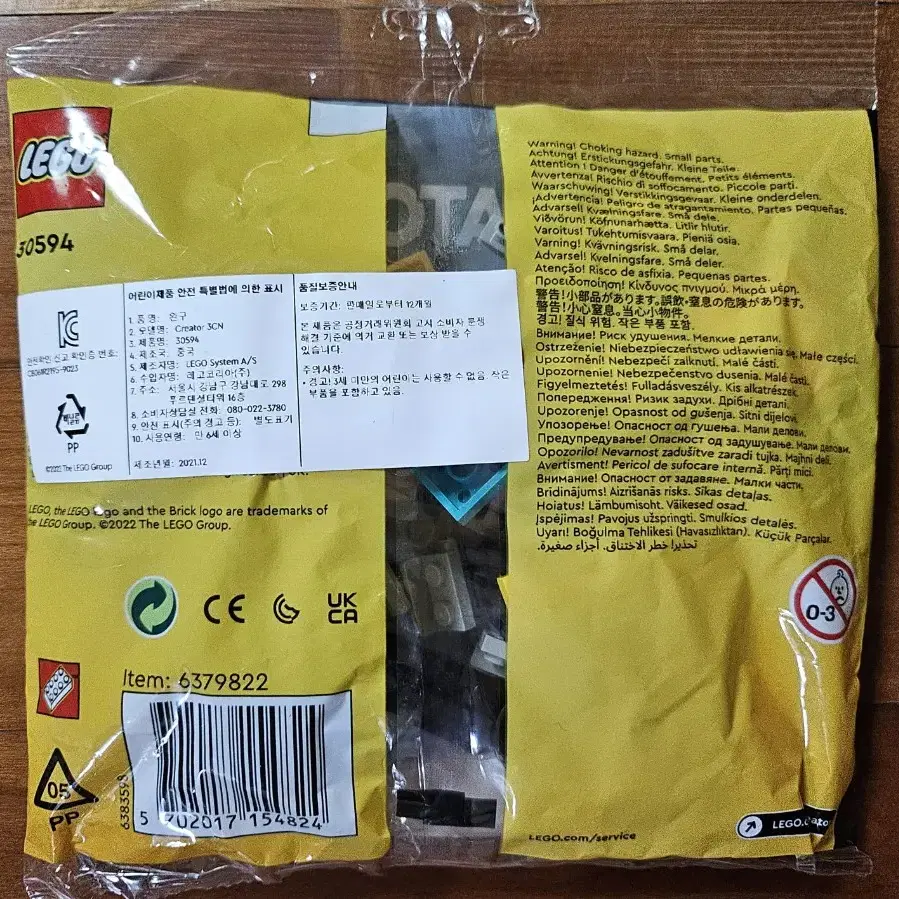 LEGO
30594
어린이제품 안전 특별법에 의한 표시
1. 품명: 완구
2. 모델명: Creator 3CN
3. 제품명: 30594
4. 제조국: 중국
5. 제조자명: LEGO System A/S
6. 수입자명: 레고코리아(주)
7. 주소: 서울시 강남구 강남대로 298
푸르덴셜타워 16층
8. 소비자상담실 전화: 080-022-3780
9. 안전 표시(주의 경고 등): 별도표기
10. 사용연령: 만 6세 이상
제조년월: 2021.12
안전확인 신고 확인증 번호:
PP
©2022 The LEGO Group
품질보증안내
보증기간: 판매일로부터 12개월
본 제품은 공정거래위원회 고시 소비자 분쟁
해결 기준에 의거 교환 또는 보상 받을 수
있습니다.
주의사항:
• 경고! 3세 미만의 어린이는 사용할 수 없음. 작은
부품을 포함하고 있음.
LEGO, the LEGO logo and the Brick logo are trademarks of
the LEGO Group. ©2022 The LEGO Group.
CE
UK
CA
Item: 6379822
05
PP
6383598
5 702017 154824
Warning! Choking hazard. Small parts.
Achtung! Erstickungsgefahr. Kleine Teile.
Attention ! Danger d'étouffement. Petits éléments.
Avvertenza! Rischio di soffocamento. Piccole parti.
Waarschuwing! Verstikkingsgevaar. Kleine onderdelen.
¡Advertencia! Peligro de atragantamiento. Partes pequeñas.
Advarsel! Kvælningsfare. Små dele.
Viðvörun! Köfnunarhætta. Litlir hlutir.
Varoitus! Tukehtumisvaara. Pieniä osia.
Varning! Kvävningsrisk. Små delar.
Advarsel! Kvelningsfare. Små deler.
Atenção! Risco de asfixia. Pequenas partes.
Προειδοποίηση! Κίνδυνος πνιγμού. Μικρά μέρη.
警告!小部品があります。誤飲・窒息の危険があります。
警告!小心窒息。当心小物件。
경고! 질식 위험. 작은 부품 포함.
Внимание! Риск удушения. Мелкие детали.
Ostrzeżenie! Niebezpieczeństwo udławienia się. Małe części.
Upozornění! Nebezpečí zalknutí. Malé části.
Upozornenie! Nebezpečenstvo dusenia. Malé časti.
Figyelmeztetés! Fulladásveszély. Kis alkatrészek.
Попередження! Ризик задухи. Дрібні деталі.
Upozorenje! Opasnost od gušenja. Sitni dijelovi.
Упозорење! Опасност од гушења. Мали делови.
Предупредување! Опасност од задушување. Мали делови.
Opozorilo! Nevarnost zadušitve zaradi tujka. Majhni deli.
Avertisment! Pericol de sufocare internă. Părți mici.
Внимание! Опасност от задавяне. Малки части.
Brīdinājums! Aizrīšanās risks. Sīkas detaļas.
Hoiatus! Lämbumisoht. Väikesed osad.
Įspėjimas! Pavojus užspringti. Smulkios detalės.
Uyarı! Boğulma Tehlikesi (Havasızlıktan). Küçük Parçalar.
تحذير! خطر الاختناق. أجزاء صغيرة.
0-3
LEGO.com/service